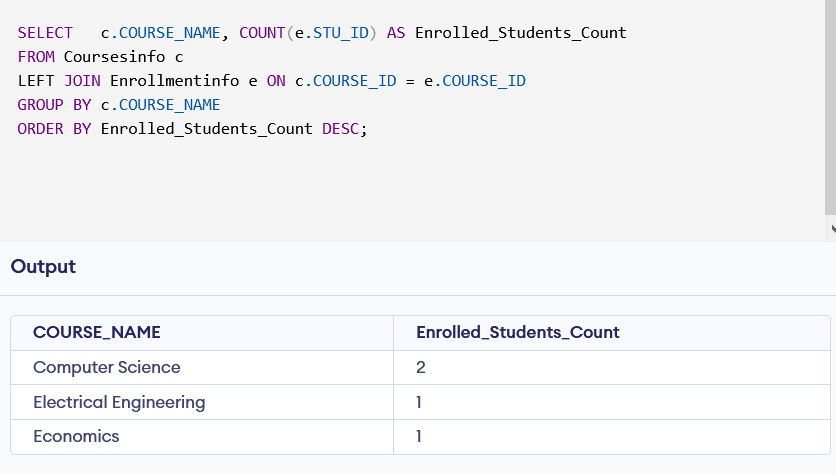 SELECT   c.COURSE_NAME, COUNT(e.STU_ID) AS Enrolled_Students_Count
FROM Coursesinfo c
LEFT JOIN Enrollmentinfo e ON c.COURSE_ID = e.COURSE_ID
GROUP BY c.COURSE_NAME
ORDER BY Enrolled_Students_Count DESC;
Output
COURSE_NAME Enrolled_Students_Count
Computer Science 2
Electrical Engineering 1
Economics 1